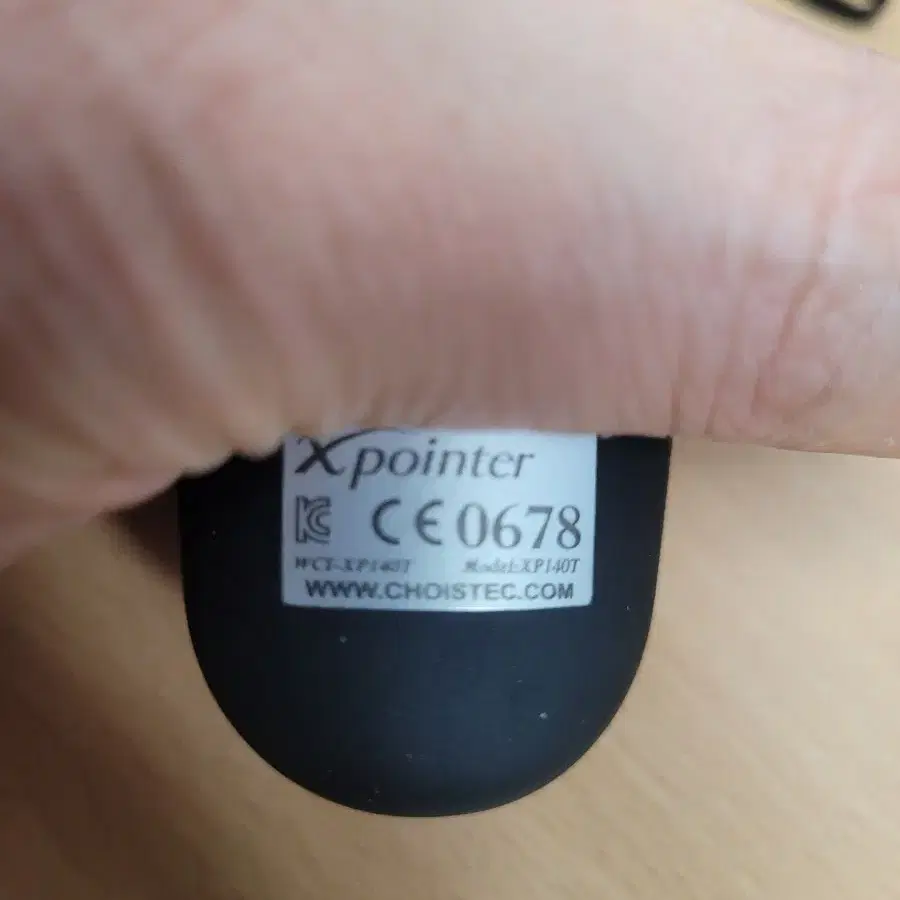 Xpointer
KC CE 0678
WCT-XP140T Model:XP140T
WWW.CHOISTEC.COM